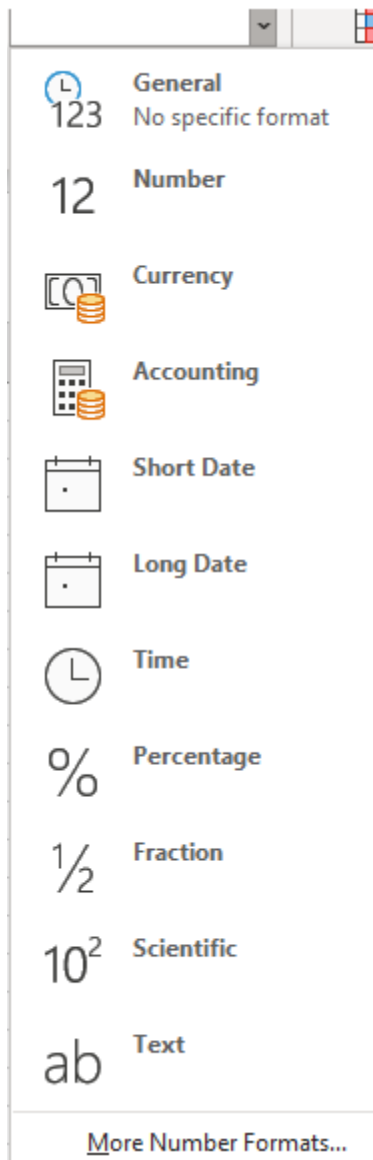 General
123
No specific format
12
Number
Currency
Accounting
Short Date
Long Date
Time
%
Percentage
½
Fraction
10²
Scientific
ab
Text
More Number Formats...